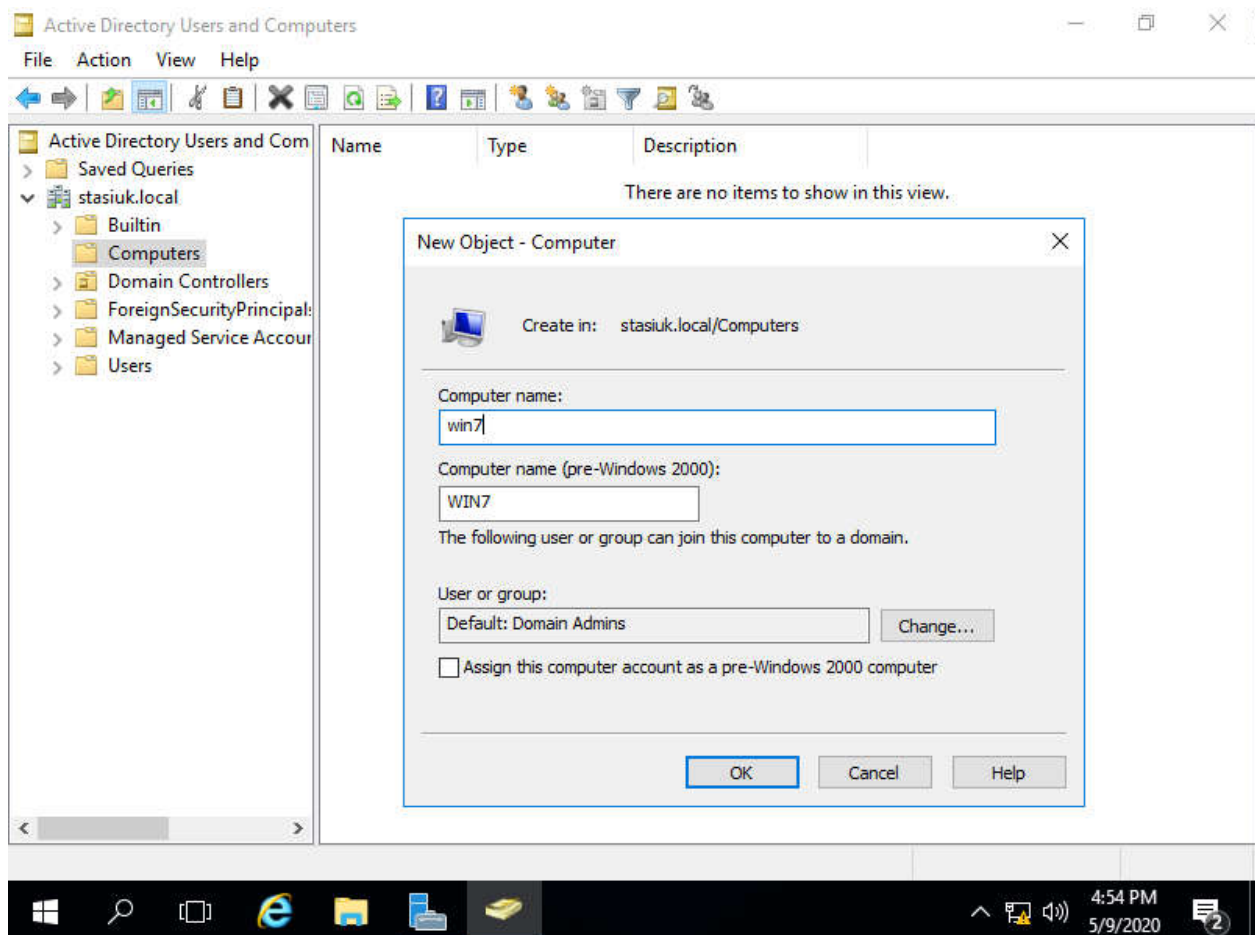 Active Directory Users and Computers
File Action View Help
Active Directory Users and Com
Saved Queries
stasiuk.local
Builtin
Computers
Domain Controllers
ForeignSecurityPrincipals
Managed Service Accour
Users
Name Type Description
There are no items to show in this view.
New Object - Computer
Create in: stasiuk.local/Computers
Computer name:
win7
Computer name (pre-Windows 2000):
WIN7
The following user or group can join this computer to a domain.
User or group:
Default: Domain Admins
Change...
Assign this computer account as a pre-Windows 2000 computer
OK Cancel Help
4:54 PM
5/9/2020
2